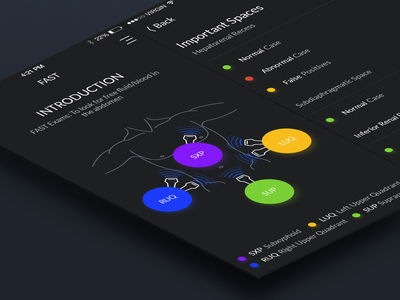 4:21 PM
22%
VIRGIN
FAST
INTRODUCTION
FAST Exams: To look for free fluid/blood in
the abdomen
SXP
LUQ
RUQ
SUP
SXP Subxyphoid
LUQ Left Upper Quadrant
RUQ Right Upper Quadrant
SUP
Back
Important Spaces
Hepatorenal Recess
Normal Case
Abnormal Case
False Positives
Subdiaphragmatic Space
Normal Case
Inferior Renal